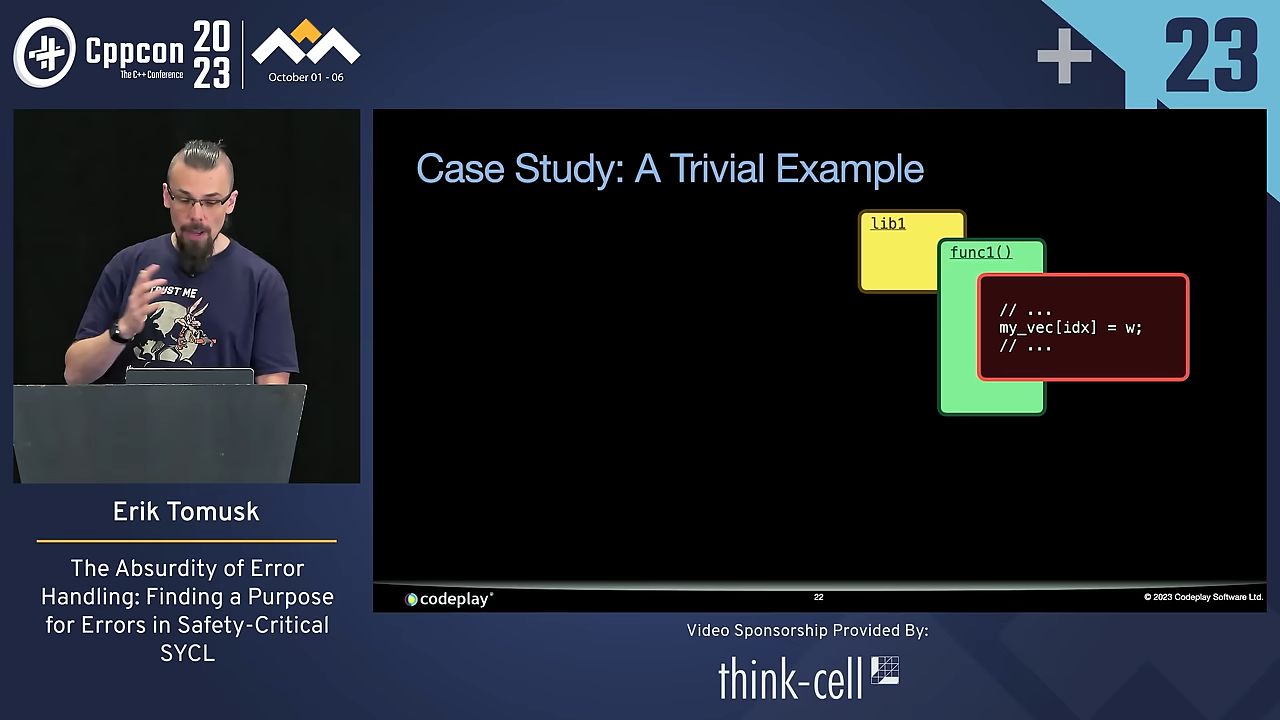 Cppcon
The C++ Conference
20
23
October 01 - 06
23
TRUST ME
Case Study: A Trivial Example
lib1
func1()
// ...
my_vec[idx] = w;
// ...
codeplay
22
© 2023 Codeplay Software Ltd.
Erik Tomusk
The Absurdity of Error
Handling: Finding a Purpose
for Errors in Safety-Critical
SYCL
Video Sponsorship Provided By:
think-cell